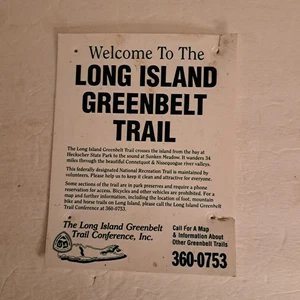 Welcome To The
LONG ISLAND
GREENBELT
TRAIL
The Long Island Greenbelt Trail crosses the island from the bay at
Heckscher State Park to the sound at Sunken Meadow. It wanders 34
miles through the beautiful Connetquot & Nissequogue river valleys.
This federally designated National Recreation Trail is maintained by
volunteers. Please help us to keep it clean and attractive for everyone.
Some sections of the trail are in park preserves and require a phone
reservation for access. Bicycles and other vehicles are prohibited. For a
map and further information, including the location of foot, mountain
bike and horse trails on Long Island, please call the Long Island Greenbelt
Trail Conference at 360-0753.
The Long Island Greenbelt
Trail Conference, Inc.
Call For A Map
& Information About
Other Greenbelt Trails
360-0753